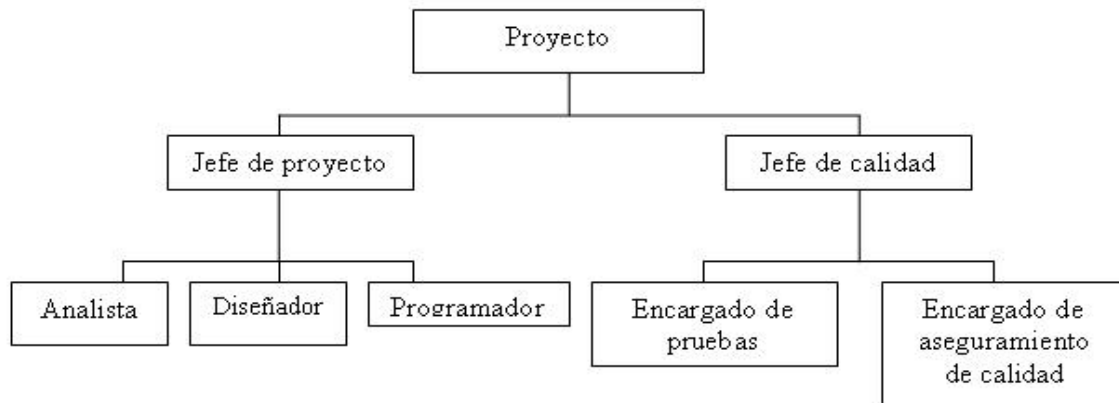 Proyecto
Jefe de proyecto
Jefe de calidad
Analista
Diseñador
Programador
Encargado de
pruebas
Encargado de
aseguramiento
de calidad